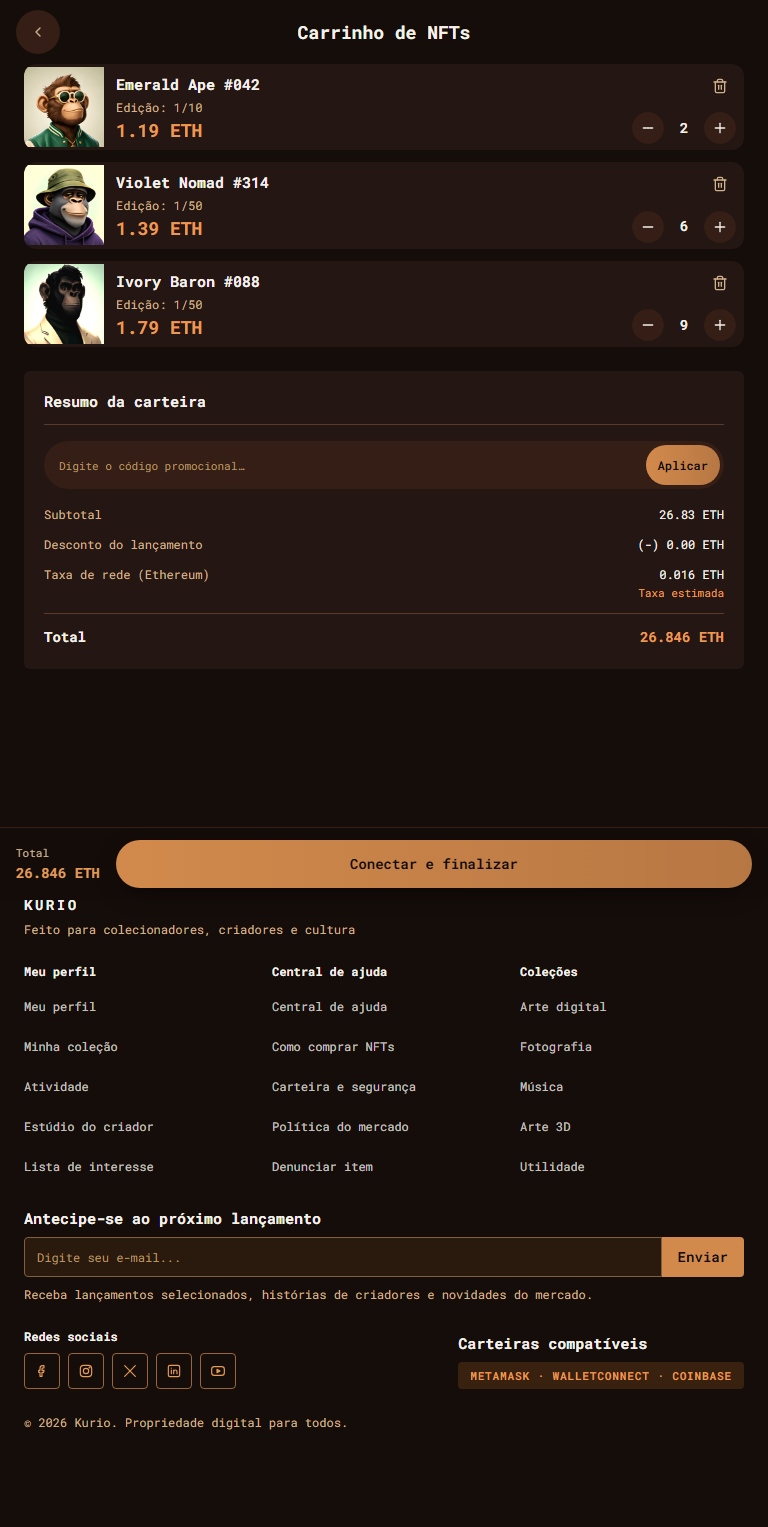 Carrinho de NFTs
Emerald Ape #042
Edição: 1/10
1.19 ETH
2
Violet Nomad #314
Edição: 1/50
1.39 ETH
6
Ivory Baron #088
Edição: 1/50
1.79 ETH
9
Resumo da carteira
Digite o código promocional…
Aplicar
Subtotal 26.83 ETH
Desconto do lançamento (-) 0.00 ETH
Taxa de rede (Ethereum) 0.016 ETH
Taxa estimada
Total 26.846 ETH
Total
26.846 ETH
Conectar e finalizar
KURIO
Feito para colecionadores, criadores e cultura
Meu perfil
Meu perfil
Minha coleção
Atividade
Estúdio do criador
Lista de interesse
Central de ajuda
Central de ajuda
Como comprar NFTs
Carteira e segurança
Política do mercado
Denunciar item
Coleções
Arte digital
Fotografia
Música
Arte 3D
Utilidade
Antecipe-se ao próximo lançamento
Digite seu e-mail...
Enviar
Receba lançamentos selecionados, histórias de criadores e novidades do mercado.
Redes sociais
Carteiras compatíveis
METAMASK · WALLETCONNECT · COINBASE
© 2026 Kurio. Propriedade digital para todos.